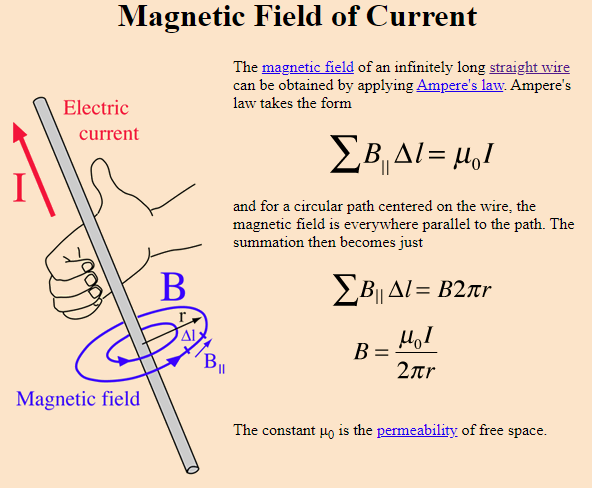 Magnetic Field of Current
Electric
current
I
B
r
Δl
B||
Magnetic field
The magnetic field of an infinitely long straight wire
can be obtained by applying Ampere's law. Ampere's
law takes the form
∑B|| Δl = μ₀I
and for a circular path centered on the wire, the
magnetic field is everywhere parallel to the path. The
summation then becomes just
∑B|| Δl = B2πr
B = μ₀I / 2πr
The constant μ₀ is the permeability of free space.